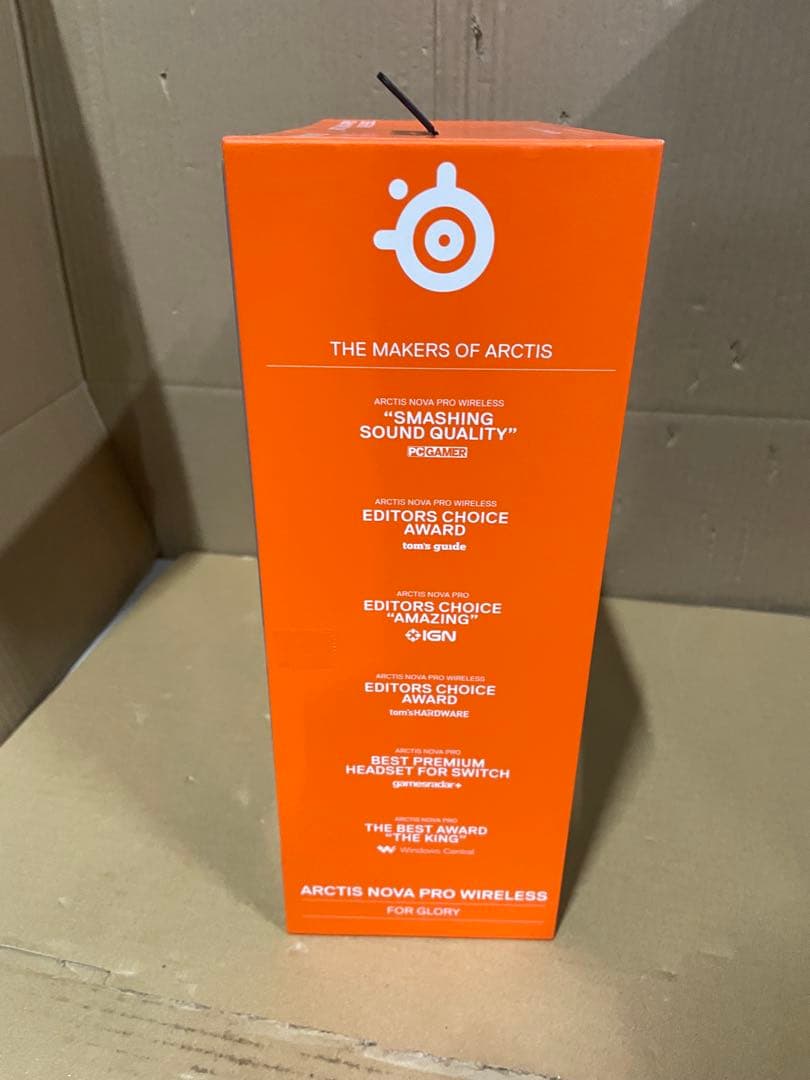 THE MAKERS OF ARCTIS
ARCTIS NOVA PRO WIRELESS
“SMASHING
SOUND QUALITY”
PC GAMER
ARCTIS NOVA PRO WIRELESS
EDITORS CHOICE
AWARD
tom's guide
ARCTIS NOVA PRO
EDITORS CHOICE
“AMAZING”
IGN
ARCTIS NOVA PRO WIRELESS
EDITORS CHOICE
AWARD
tom'sHARDWARE
ARCTIS NOVA PRO
BEST PREMIUM
HEADSET FOR SWITCH
gamesradar+
ARCTIS NOVA PRO
THE BEST AWARD
“THE KING”
Windows Central
ARCTIS NOVA PRO WIRELESS
FOR GLORY